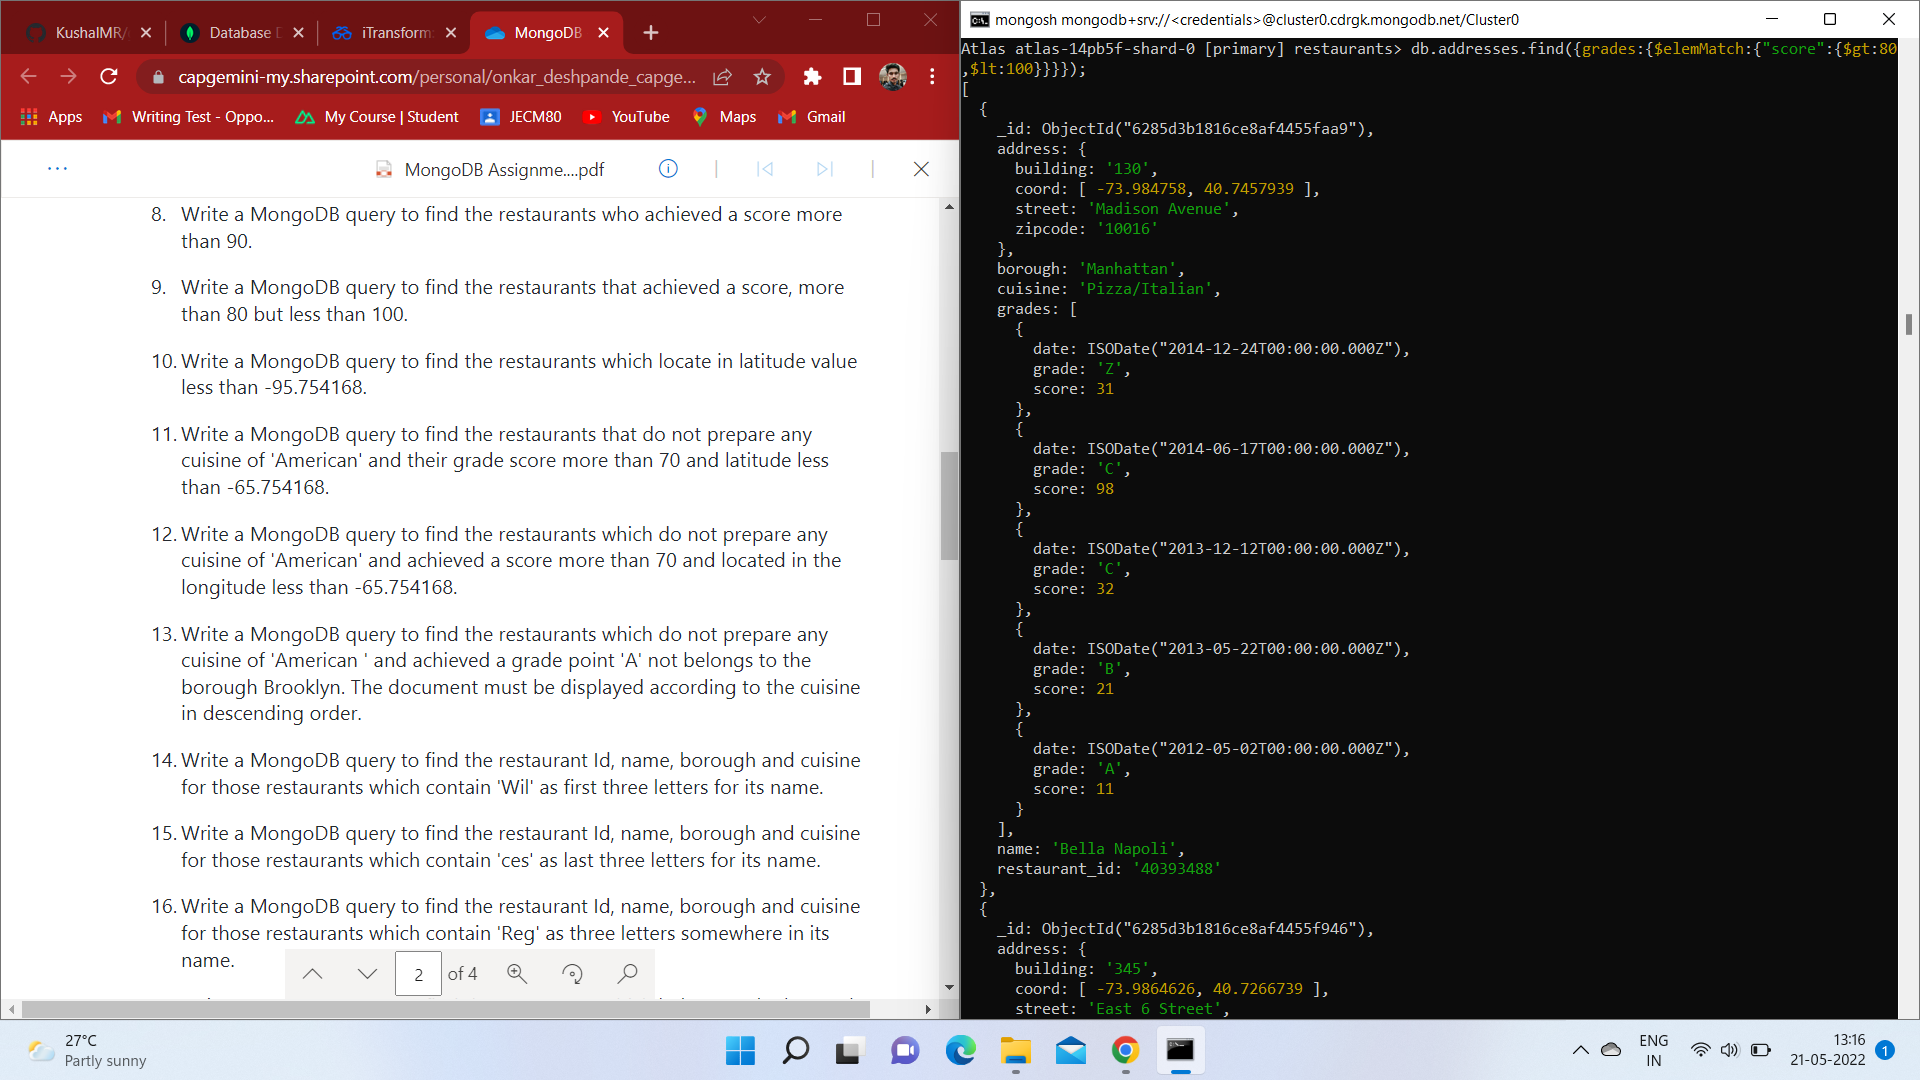 KushalMR/
Database D
iTransform
MongoDB
capgemini-my.sharepoint.com/personal/onkar_deshpande_capge...
Apps
Writing Test - Oppo...
My Course | Student
JECM80
YouTube
Maps
Gmail
MongoDB Assignme....pdf
8. Write a MongoDB query to find the restaurants who achieved a score more
than 90.
9. Write a MongoDB query to find the restaurants that achieved a score, more
than 80 but less than 100.
10. Write a MongoDB query to find the restaurants which locate in latitude value
less than -95.754168.
11. Write a MongoDB query to find the restaurants that do not prepare any
cuisine of 'American' and their grade score more than 70 and latitude less
than -65.754168.
12. Write a MongoDB query to find the restaurants which do not prepare any
cuisine of 'American' and achieved a score more than 70 and located in the
longitude less than -65.754168.
13. Write a MongoDB query to find the restaurants which do not prepare any
cuisine of 'American ' and achieved a grade point 'A' not belongs to the
borough Brooklyn. The document must be displayed according to the cuisine
in descending order.
14. Write a MongoDB query to find the restaurant Id, name, borough and cuisine
for those restaurants which contain 'Wil' as first three letters for its name.
15. Write a MongoDB query to find the restaurant Id, name, borough and cuisine
for those restaurants which contain 'ces' as last three letters for its name.
16. Write a MongoDB query to find the restaurant Id, name, borough and cuisine
for those restaurants which contain 'Reg' as three letters somewhere in its
name.
2 of 4
mongosh mongodb+srv://<credentials>@cluster0.cdrgk.mongodb.net/Cluster0
Atlas atlas-14pb5f-shard-0 [primary] restaurants> db.addresses.find({grades:{$elemMatch:{"score":{$gt:80
,$lt:100}}}});
[
  {
    _id: ObjectId("6285d3b1816ce8af4455faa9"),
    address: {
      building: '130',
      coord: [ -73.984758, 40.7457939 ],
      street: 'Madison Avenue',
      zipcode: '10016'
    },
    borough: 'Manhattan',
    cuisine: 'Pizza/Italian',
    grades: [
      {
        date: ISODate("2014-12-24T00:00:00.000Z"),
        grade: 'Z',
        score: 31
      },
      {
        date: ISODate("2014-06-17T00:00:00.000Z"),
        grade: 'C',
        score: 98
      },
      {
        date: ISODate("2013-12-12T00:00:00.000Z"),
        grade: 'C',
        score: 32
      },
      {
        date: ISODate("2013-05-22T00:00:00.000Z"),
        grade: 'B',
        score: 21
      },
      {
        date: ISODate("2012-05-02T00:00:00.000Z"),
        grade: 'A',
        score: 11
      }
    ],
    name: 'Bella Napoli',
    restaurant_id: '40393488'
  },
  {
    _id: ObjectId("6285d3b1816ce8af4455f946"),
    address: {
      building: '345',
      coord: [ -73.9864626, 40.7266739 ],
      street: 'East 6 Street',
27°C
Partly sunny
ENG
IN
13:16
21-05-2022
1